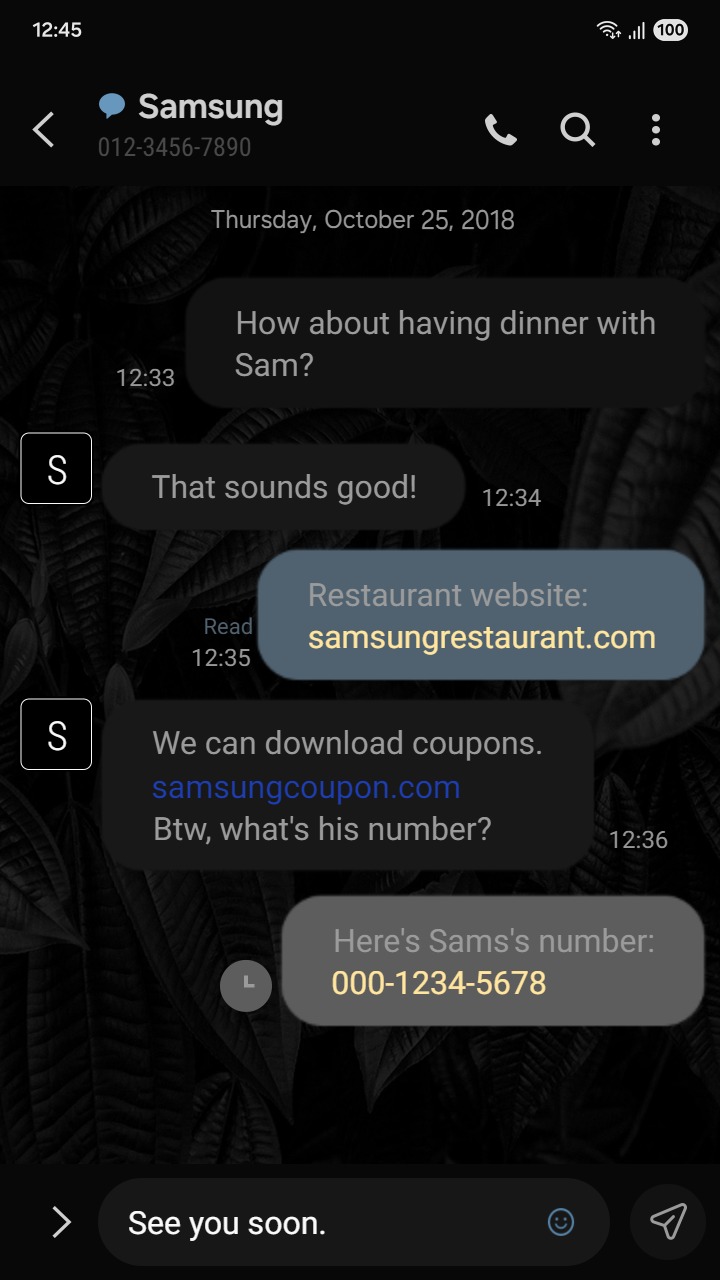 12:45
100
Samsung
012-3456-7890
Thursday, October 25, 2018
How about having dinner with
Sam?
12:33
S
That sounds good!
12:34
Restaurant website:
Read
samsungrestaurant.com
12:35
S
We can download coupons.
samsungcoupon.com
Btw, what's his number?
12:36
Here's Sams's number:
000-1234-5678
See you soon.